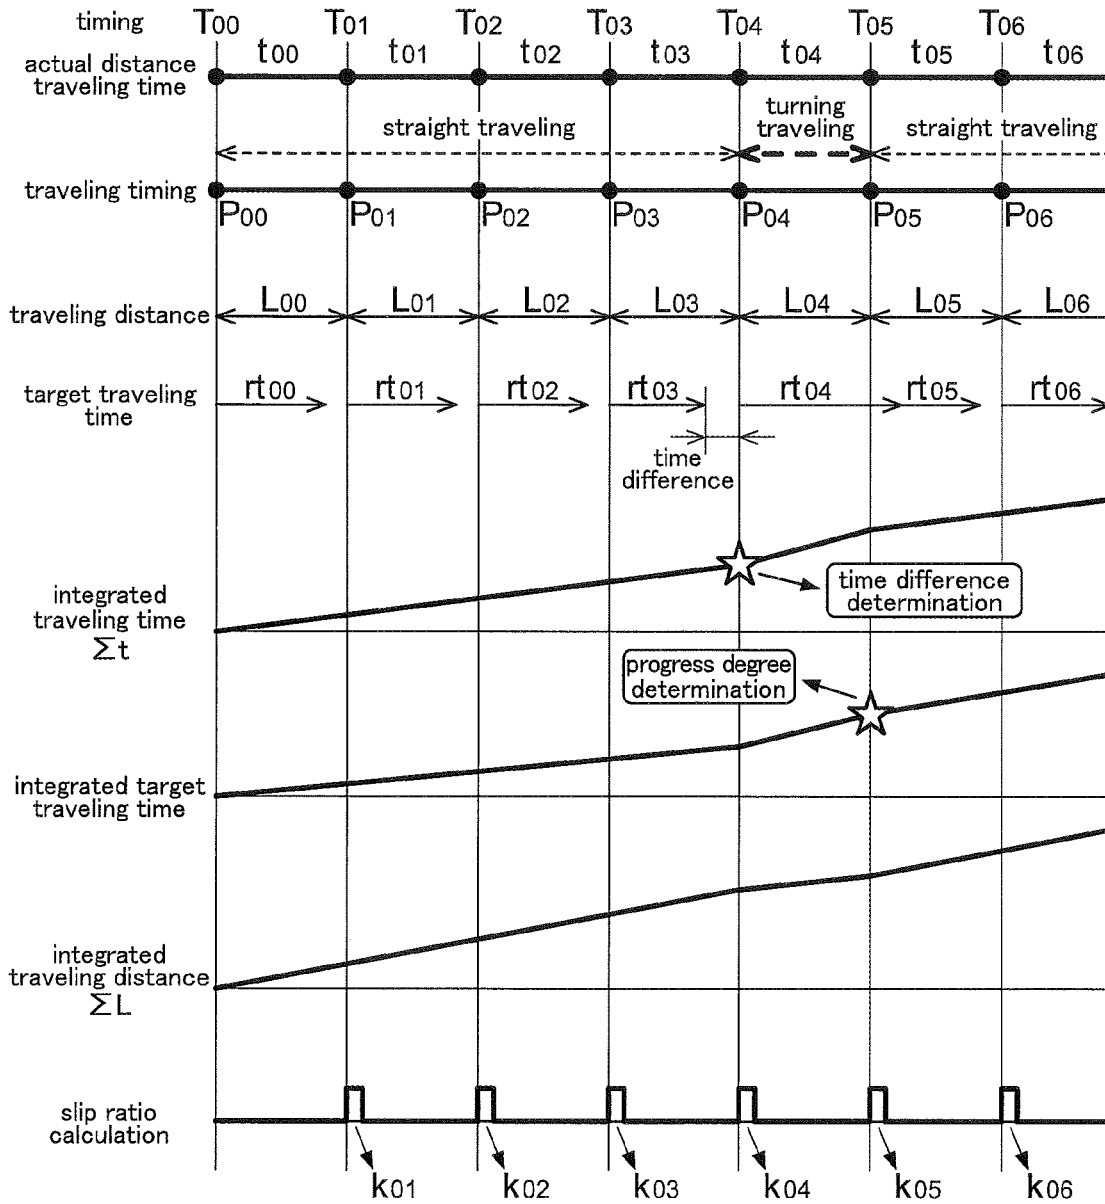 timing T00 T01 T02 T03 T04 T05 T06
t00 t01 t02 t03 t04 t05 t06
actual distance
traveling time
straight traveling
turning
traveling
straight traveling
traveling timing
P00 P01 P02 P03 P04 P05 P06
traveling distance L00 L01 L02 L03 L04 L05 L06
target traveling
time
rt00 rt01 rt02 rt03 rt04 rt05 rt06
time
difference
integrated
traveling time
Σt
time difference
determination
progress degree
determination
integrated target
traveling time
integrated
traveling distance
ΣL
slip ratio
calculation
k01 k02 k03 k04 k05 k06